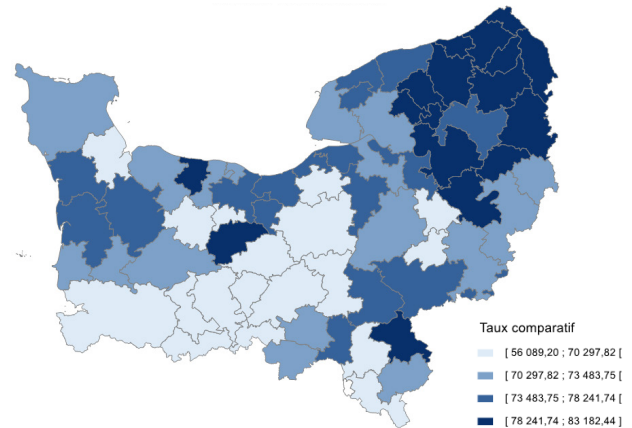 Taux comparatif
[ 56 089,20 ; 70 297,82 [
[ 70 297,82 ; 73 483,75 [
[ 73 483,75 ; 78 241,74 [
[ 78 241,74 ; 83 182,44 ]